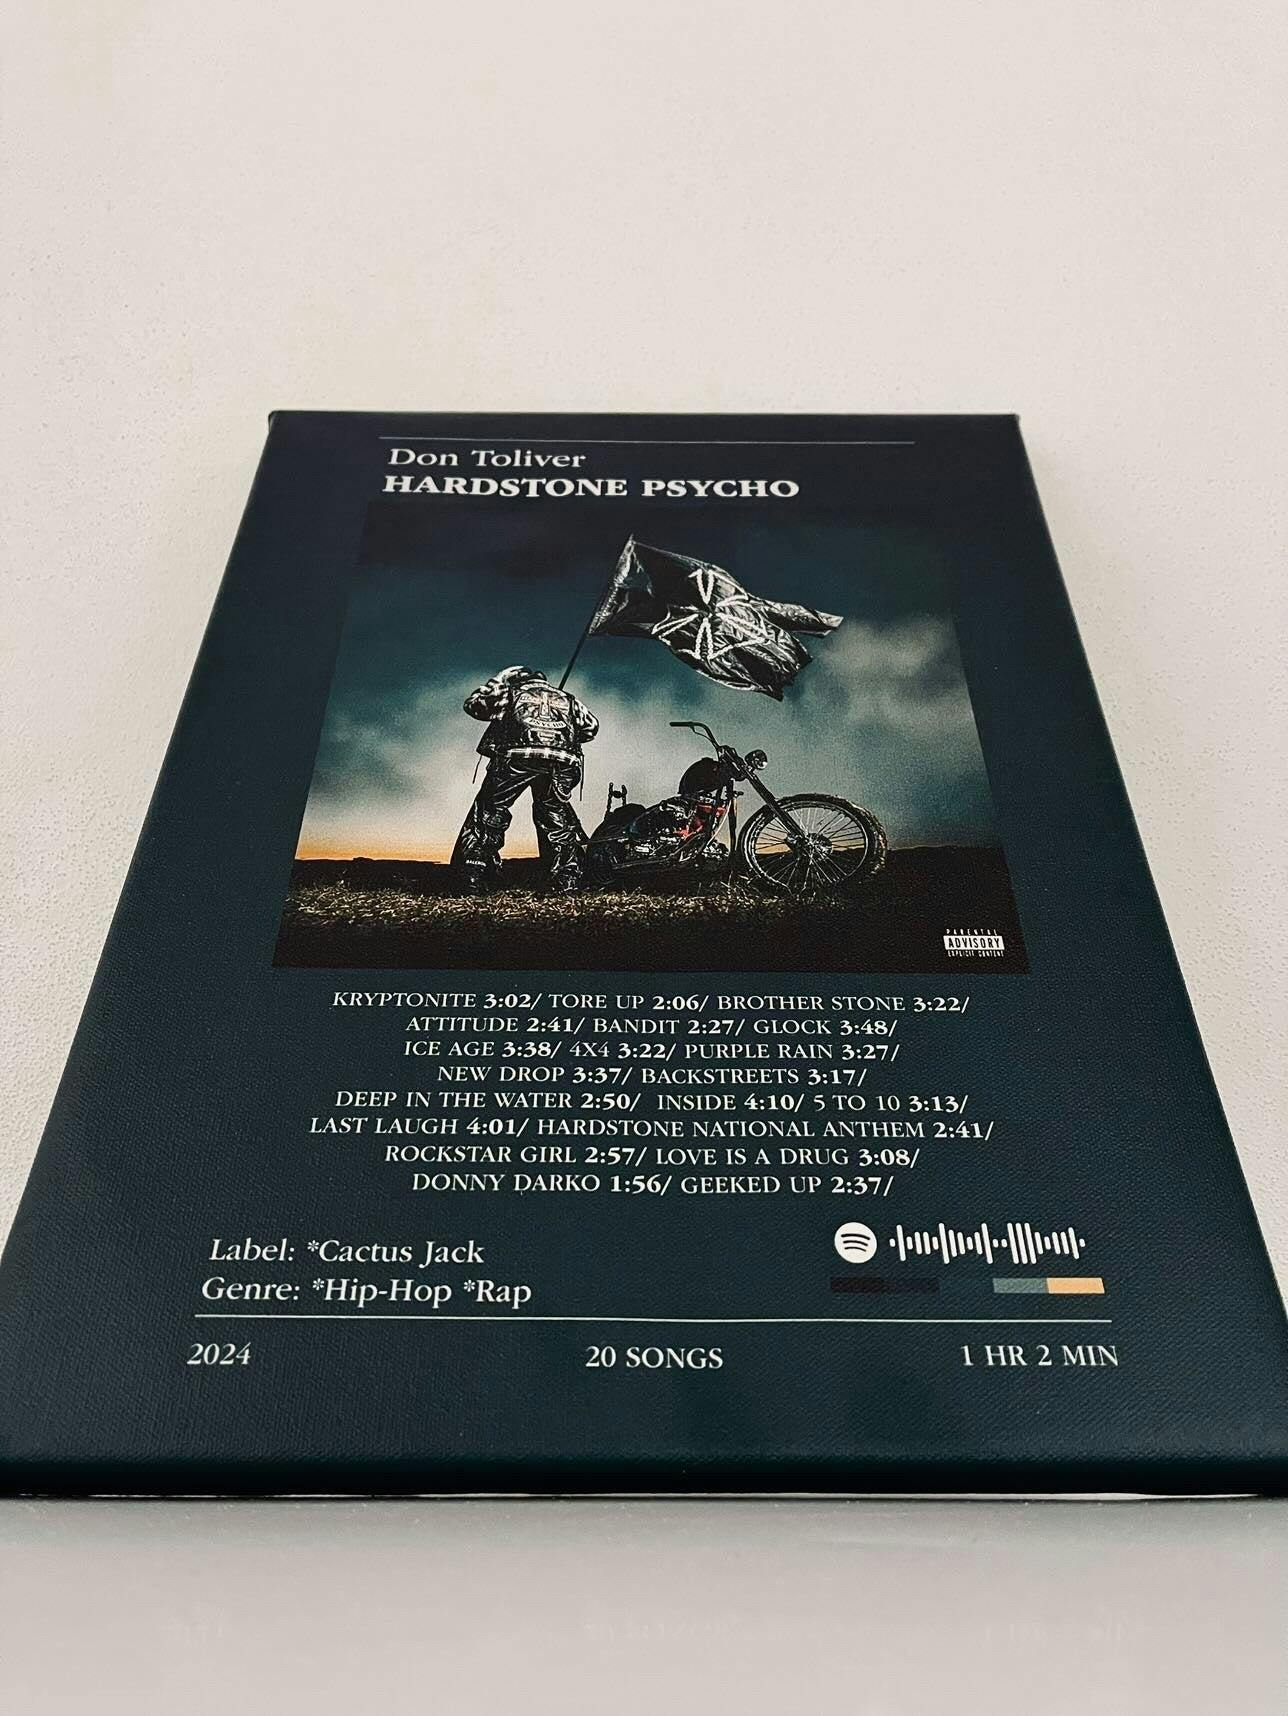 Don Toliver
HARDSTONE PSYCHO
PSYCHO
PARENTAL
ADVISORY
EXPLICIT CONTENT
KRYPTONITE 3:02/ TORE UP 2:06/ BROTHER STONE 3:22/
ATTITUDE 2:41/ BANDIT 2:27/ GLOCK 3:48/
ICE AGE 3:38/ 4X4 3:22/ PURPLE RAIN 3:27/
NEW DROP 3:37/ BACKSTREETS 3:17/
DEEP IN THE WATER 2:50/ INSIDE 4:10/ 5 TO 10 3:13/
LAST LAUGH 4:01/ HARDSTONE NATIONAL ANTHEM 2:41/
ROCKSTAR GIRL 2:57/ LOVE IS A DRUG 3:08/
DONNY DARKO 1:56/ GEEKED UP 2:37/
Label: *Cactus Jack
Genre: *Hip-Hop *Rap
2024 20 SONGS 1 HR 2 MIN